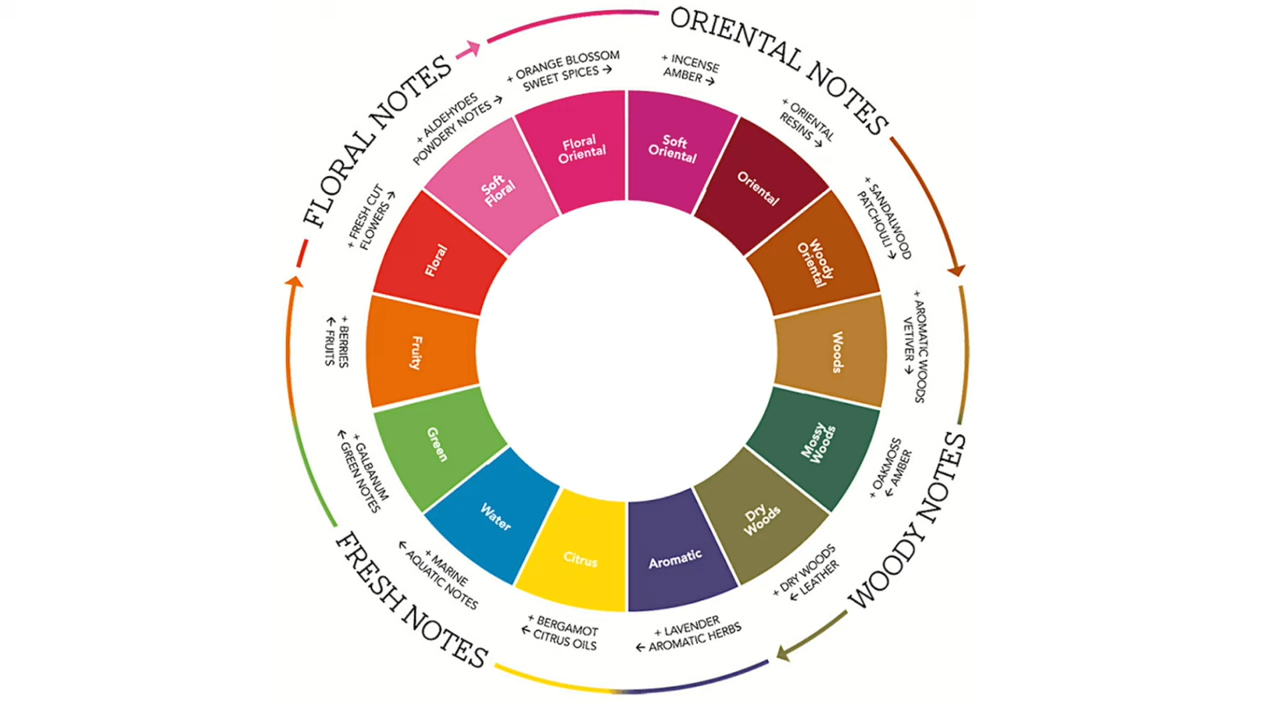 ORIENTAL NOTES
+ INCENSE
AMBER →
Soft
Oriental
+ ORIENTAL
RESINS →
Oriental
+ SANDALWOOD
PATCHOULI →
Woody
Oriental
WOODY NOTES
+ AROMATIC WOODS
VETIVER →
Woods
+ OAKMOSS
← AMBER
Mossy
Woods
+ DRY WOODS
← LEATHER
Dry
Woods
+ LAVENDER
← AROMATIC HERBS
Aromatic
FRESH NOTES
+ BERGAMOT
← CITRUS OILS
Citrus
+ MARINE
← AQUATIC NOTES
Water
+ GALBANUM
← GREEN NOTES
Green
+ BERRIES
← FRUITS
Fruity
FLORAL NOTES
+ FRESH CUT
FLOWERS →
Floral
+ ALDEHYDES
POWDERY NOTES →
Soft
Floral
+ ORANGE BLOSSOM
SWEET SPICES →
Floral
Oriental